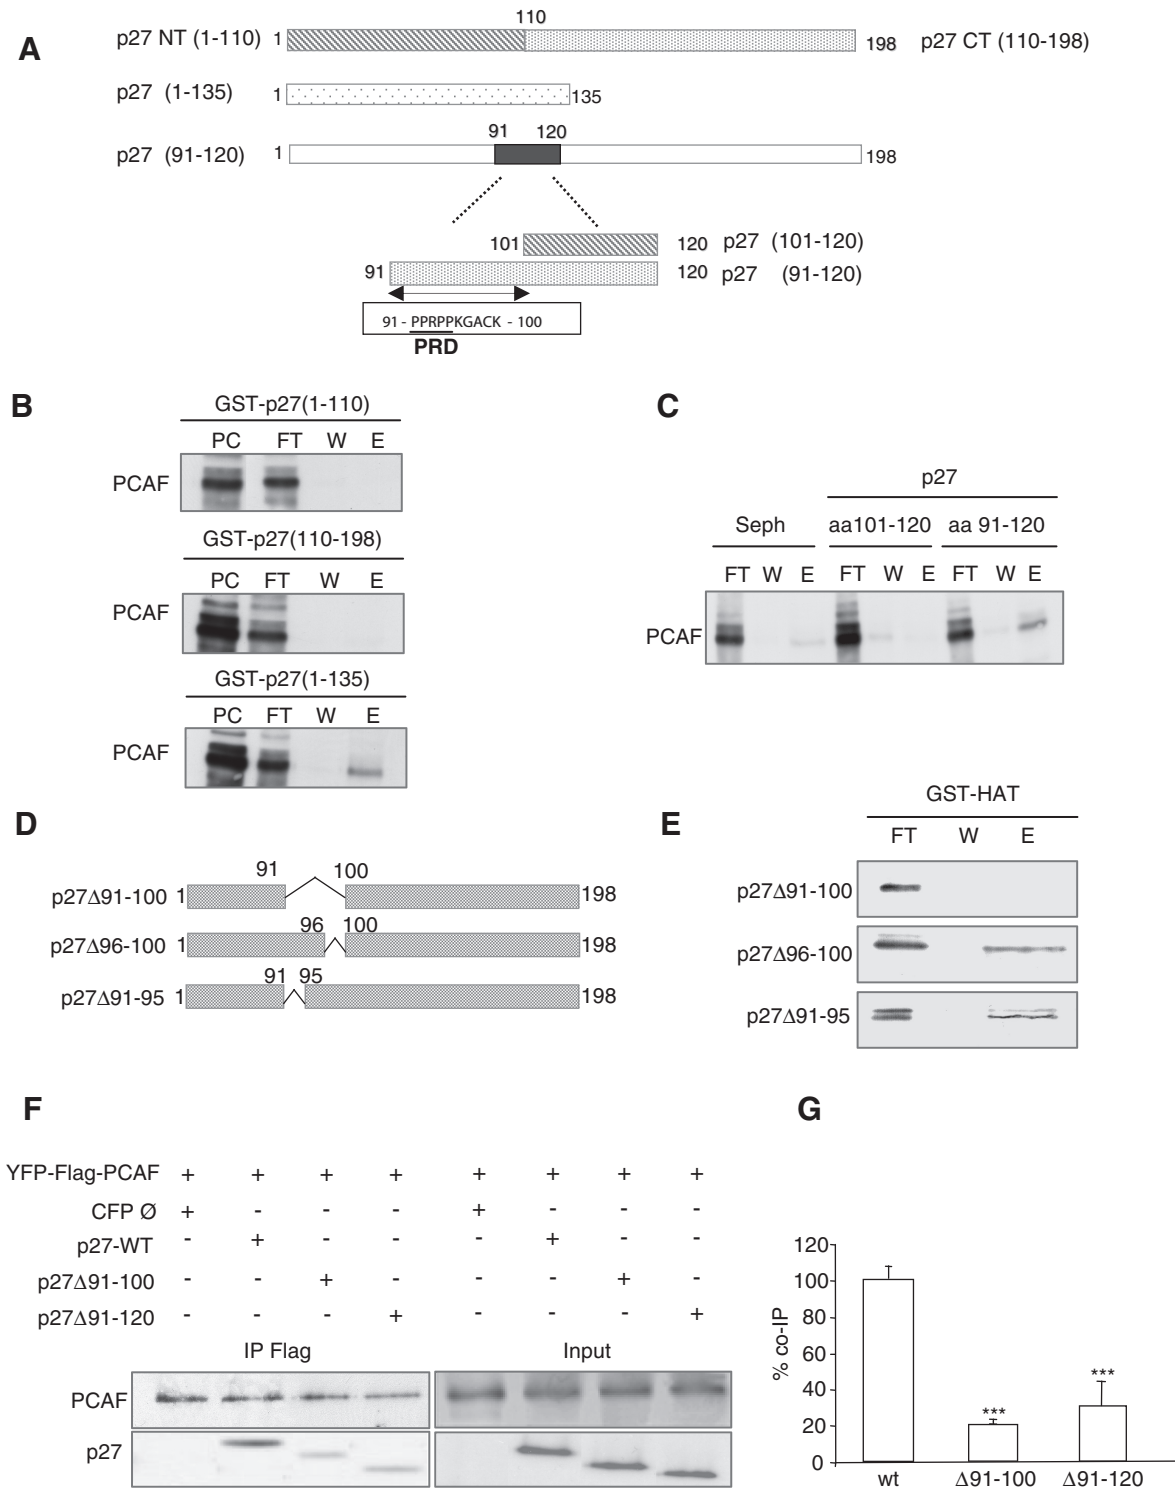 A
110
p27 NT (1-110) 1 198 p27 CT (110-198)
p27 (1-135) 1 135
91 120
p27 (91-120) 1 198
101 120 p27 (101-120)
91 120 p27 (91-120)
91 - PPRPPKGACK - 100
PRD
B
GST-p27(1-110)
PC FT W E
PCAF
GST-p27(110-198)
PC FT W E
PCAF
GST-p27(1-135)
PC FT W E
PCAF
C
p27
Seph aa101-120 aa 91-120
FT W E FT W E FT W E
PCAF
D
91 100
p27Δ91-100 1 198
96 100
p27Δ96-100 1 198
91 95
p27Δ91-95 1 198
E
GST-HAT
FT W E
p27Δ91-100
p27Δ96-100
p27Δ91-95
F
YFP-Flag-PCAF + + + + + + + +
CFP Ø + - - - + - - -
p27-WT - + - - - + - -
p27Δ91-100 - - + - - - + -
p27Δ91-120 - - - + - - - +
IP Flag Input
PCAF
p27
G
% co-IP
120
100
80
60
40
20
0
*** ***
wt Δ91-100 Δ91-120